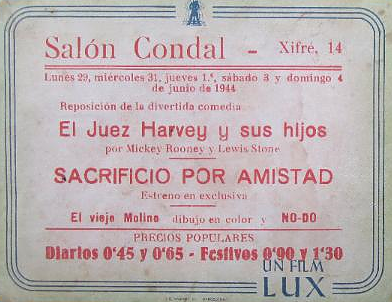 Salón Condal - Xifré, 14
Lunes 29, miércoles 31, jueves 1.º, sábado 3 y domingo 4
de junio de 1944
Reposición de la divertida comedia
El Juez Harvey y sus hijos
por Mickey Rooney y Lewis Stone
SACRIFICIO POR AMISTAD
Estreno en exclusiva
El viejo Molino dibujo en color y NO-DO
PRECIOS POPULARES
Diarios 0'45 y 0'65 - Festivos 0'90 y 1'30
UN FILM
LUX